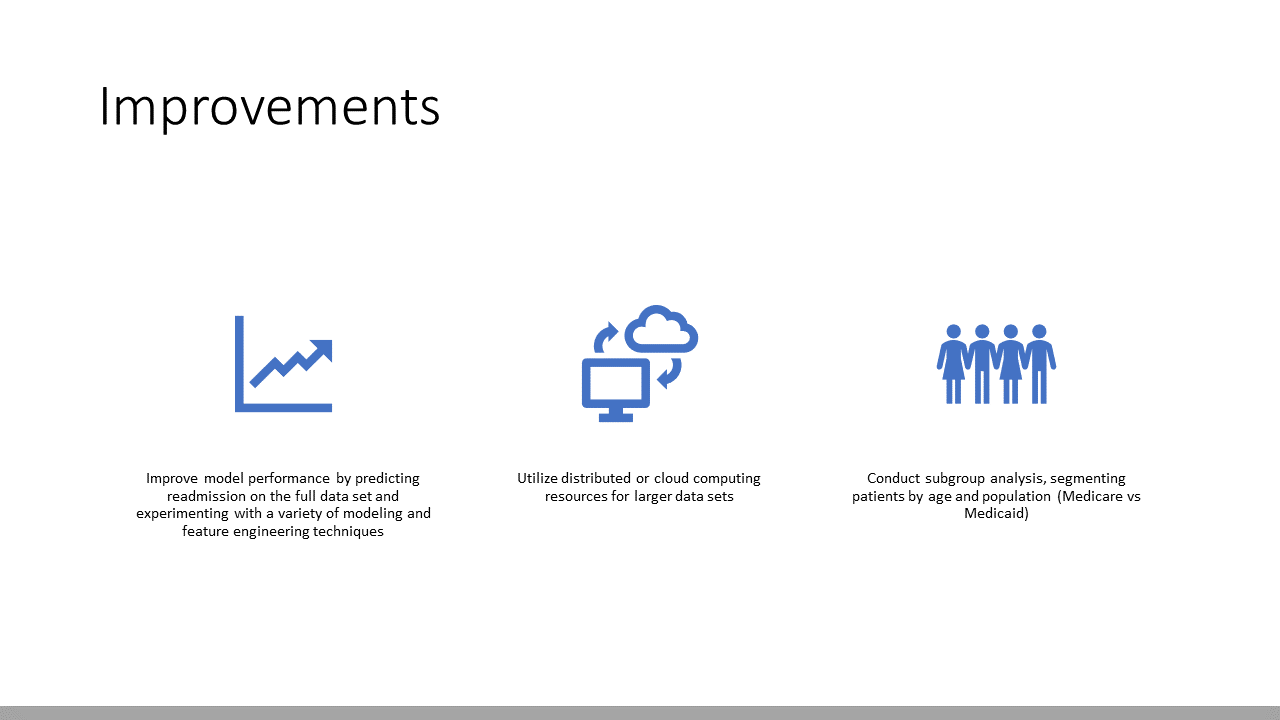 Improvements
Improve model performance by predicting
readmission on the full data set and
experimenting with a variety of modeling and
feature engineering techniques
Utilize distributed or cloud computing
resources for larger data sets
Conduct subgroup analysis, segmenting
patients by age and population (Medicare vs
Medicaid)